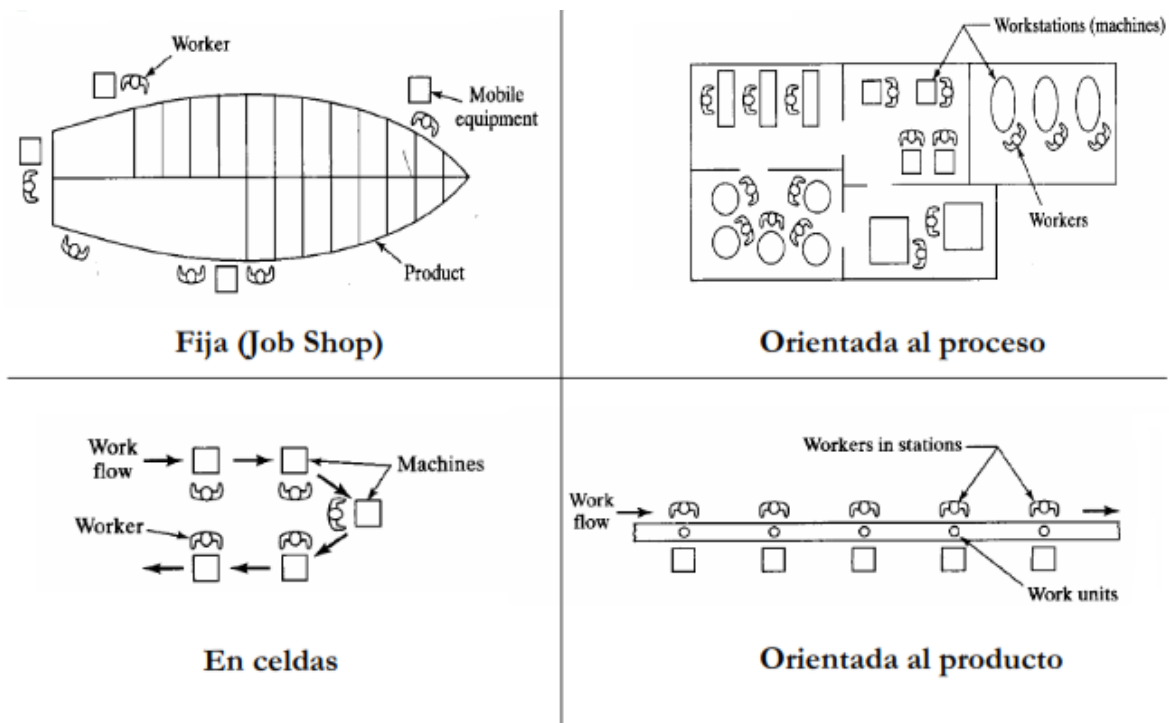 Worker
Mobile
equipment
Product
Fija (Job Shop)
Workstations (machines)
Workers
Orientada al proceso
Work
flow
Machines
Worker
En celdas
Workers in stations
Work
flow
Work units
Orientada al producto